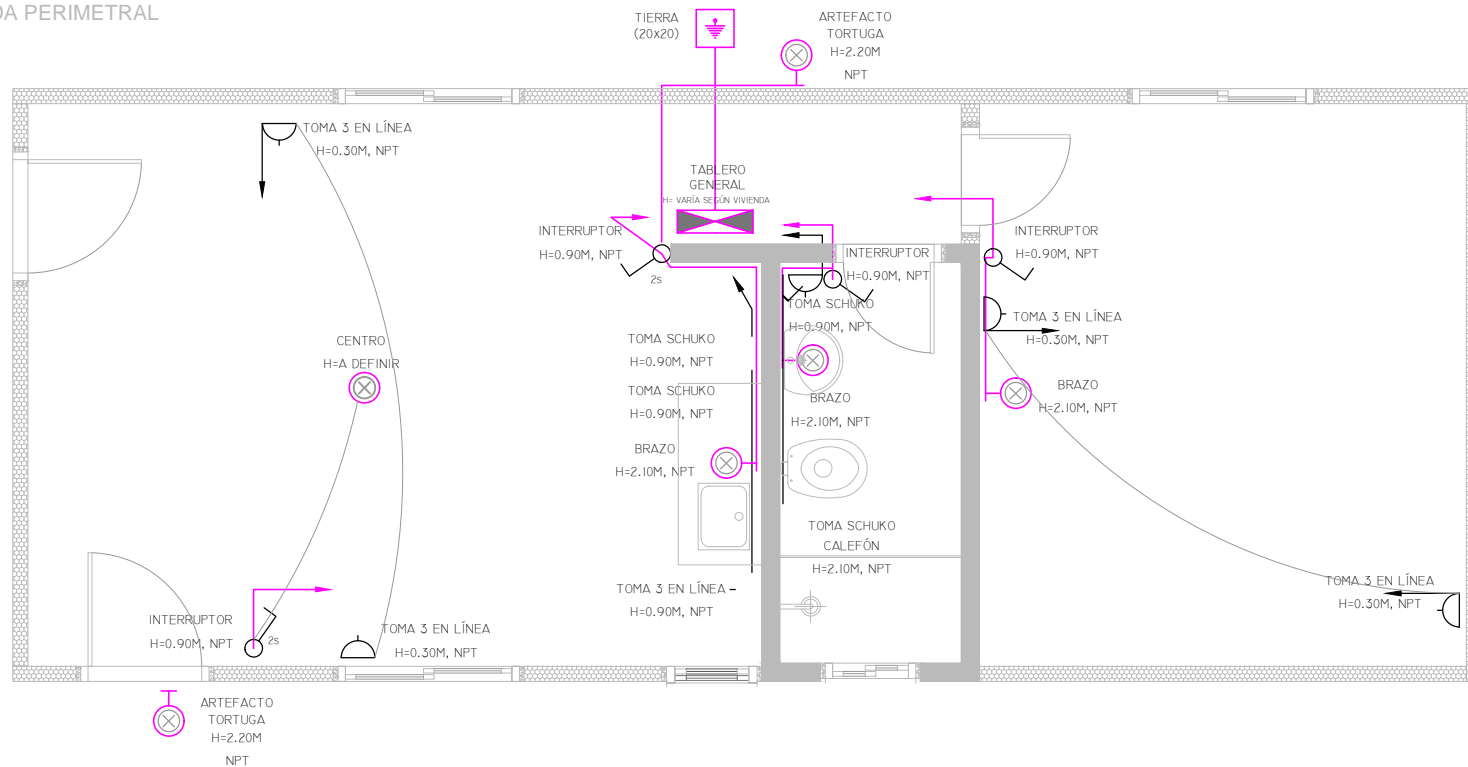 DA PERIMETRAL
TIERRA
(20x20)
ARTEFACTO
TORTUGA
H=2.20M
NPT
TOMA 3 EN LÍNEA
H=0.30M, NPT
TABLERO
GENERAL
H= VARÍA SEGÚN VIVIENDA
INTERRUPTOR
H=0.90M, NPT
2s
INTERRUPTOR
H=0.90M, NPT
INTERRUPTOR
H=0.90M, NPT
TOMA SCHUKO
H=0.90M, NPT
TOMA 3 EN LÍNEA
H=0.30M, NPT
CENTRO
H=A DEFINIR
TOMA SCHUKO
H=0.90M, NPT
TOMA SCHUKO
H=0.90M, NPT
BRAZO
H=2.10M, NPT
BRAZO
H=2.10M, NPT
BRAZO
H=2.10M, NPT
TOMA SCHUKO
CALEFÓN
H=2.10M, NPT
TOMA 3 EN LÍNEA
H=0.90M, NPT
TOMA 3 EN LÍNEA
H=0.30M, NPT
INTERRUPTOR
H=0.90M, NPT
2s
TOMA 3 EN LÍNEA
H=0.30M, NPT
ARTEFACTO
TORTUGA
H=2.20M
NPT